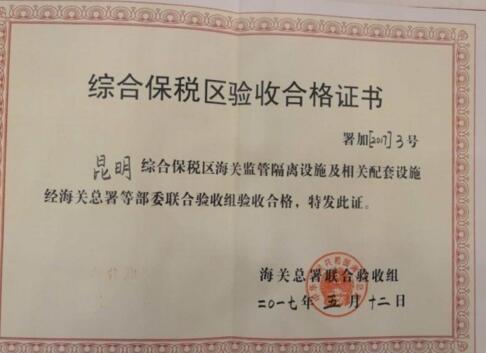 综合保税区验收合格证书
署加[2017]3号
昆明 综合保税区海关监管隔离设施及相关配套设施
经海关总署等部委联合验收组验收合格，特发此证。
海关总署联合验收组
二〇一七年 五 月 十二 日